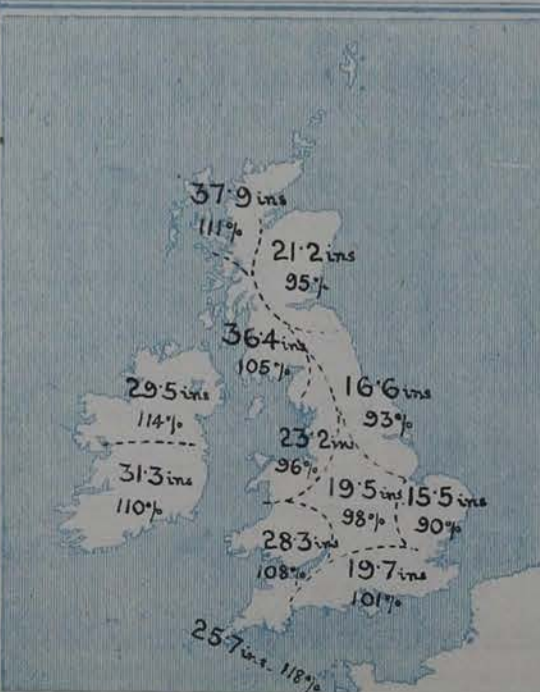 37·9 ins
111%
21·2 ins
95%
36·4 ins
105%
29·5 ins
114%
16·6 ins
93%
23·2 in
96%
31·3 ins
110%
19·5 ins
98%
15·5 ins
90%
28·3 ins
108%
19·7 ins
101%
25·7 ins. 118%